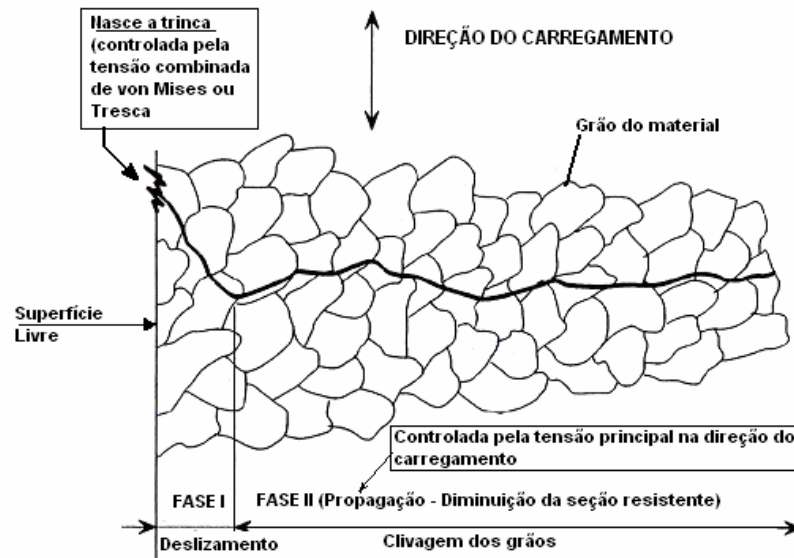 Nasce a trinca
(controlada pela
tensão combinada
de von Mises ou
Tresca
DIREÇÃO DO CARREGAMENTO
Grão do material
Superfície
Livre
Controlada pela tensão principal na direção do
carregamento
FASE I
FASE II (Propagação - Diminuição da seção resistente)
Deslizamento
Clivagem dos grãos